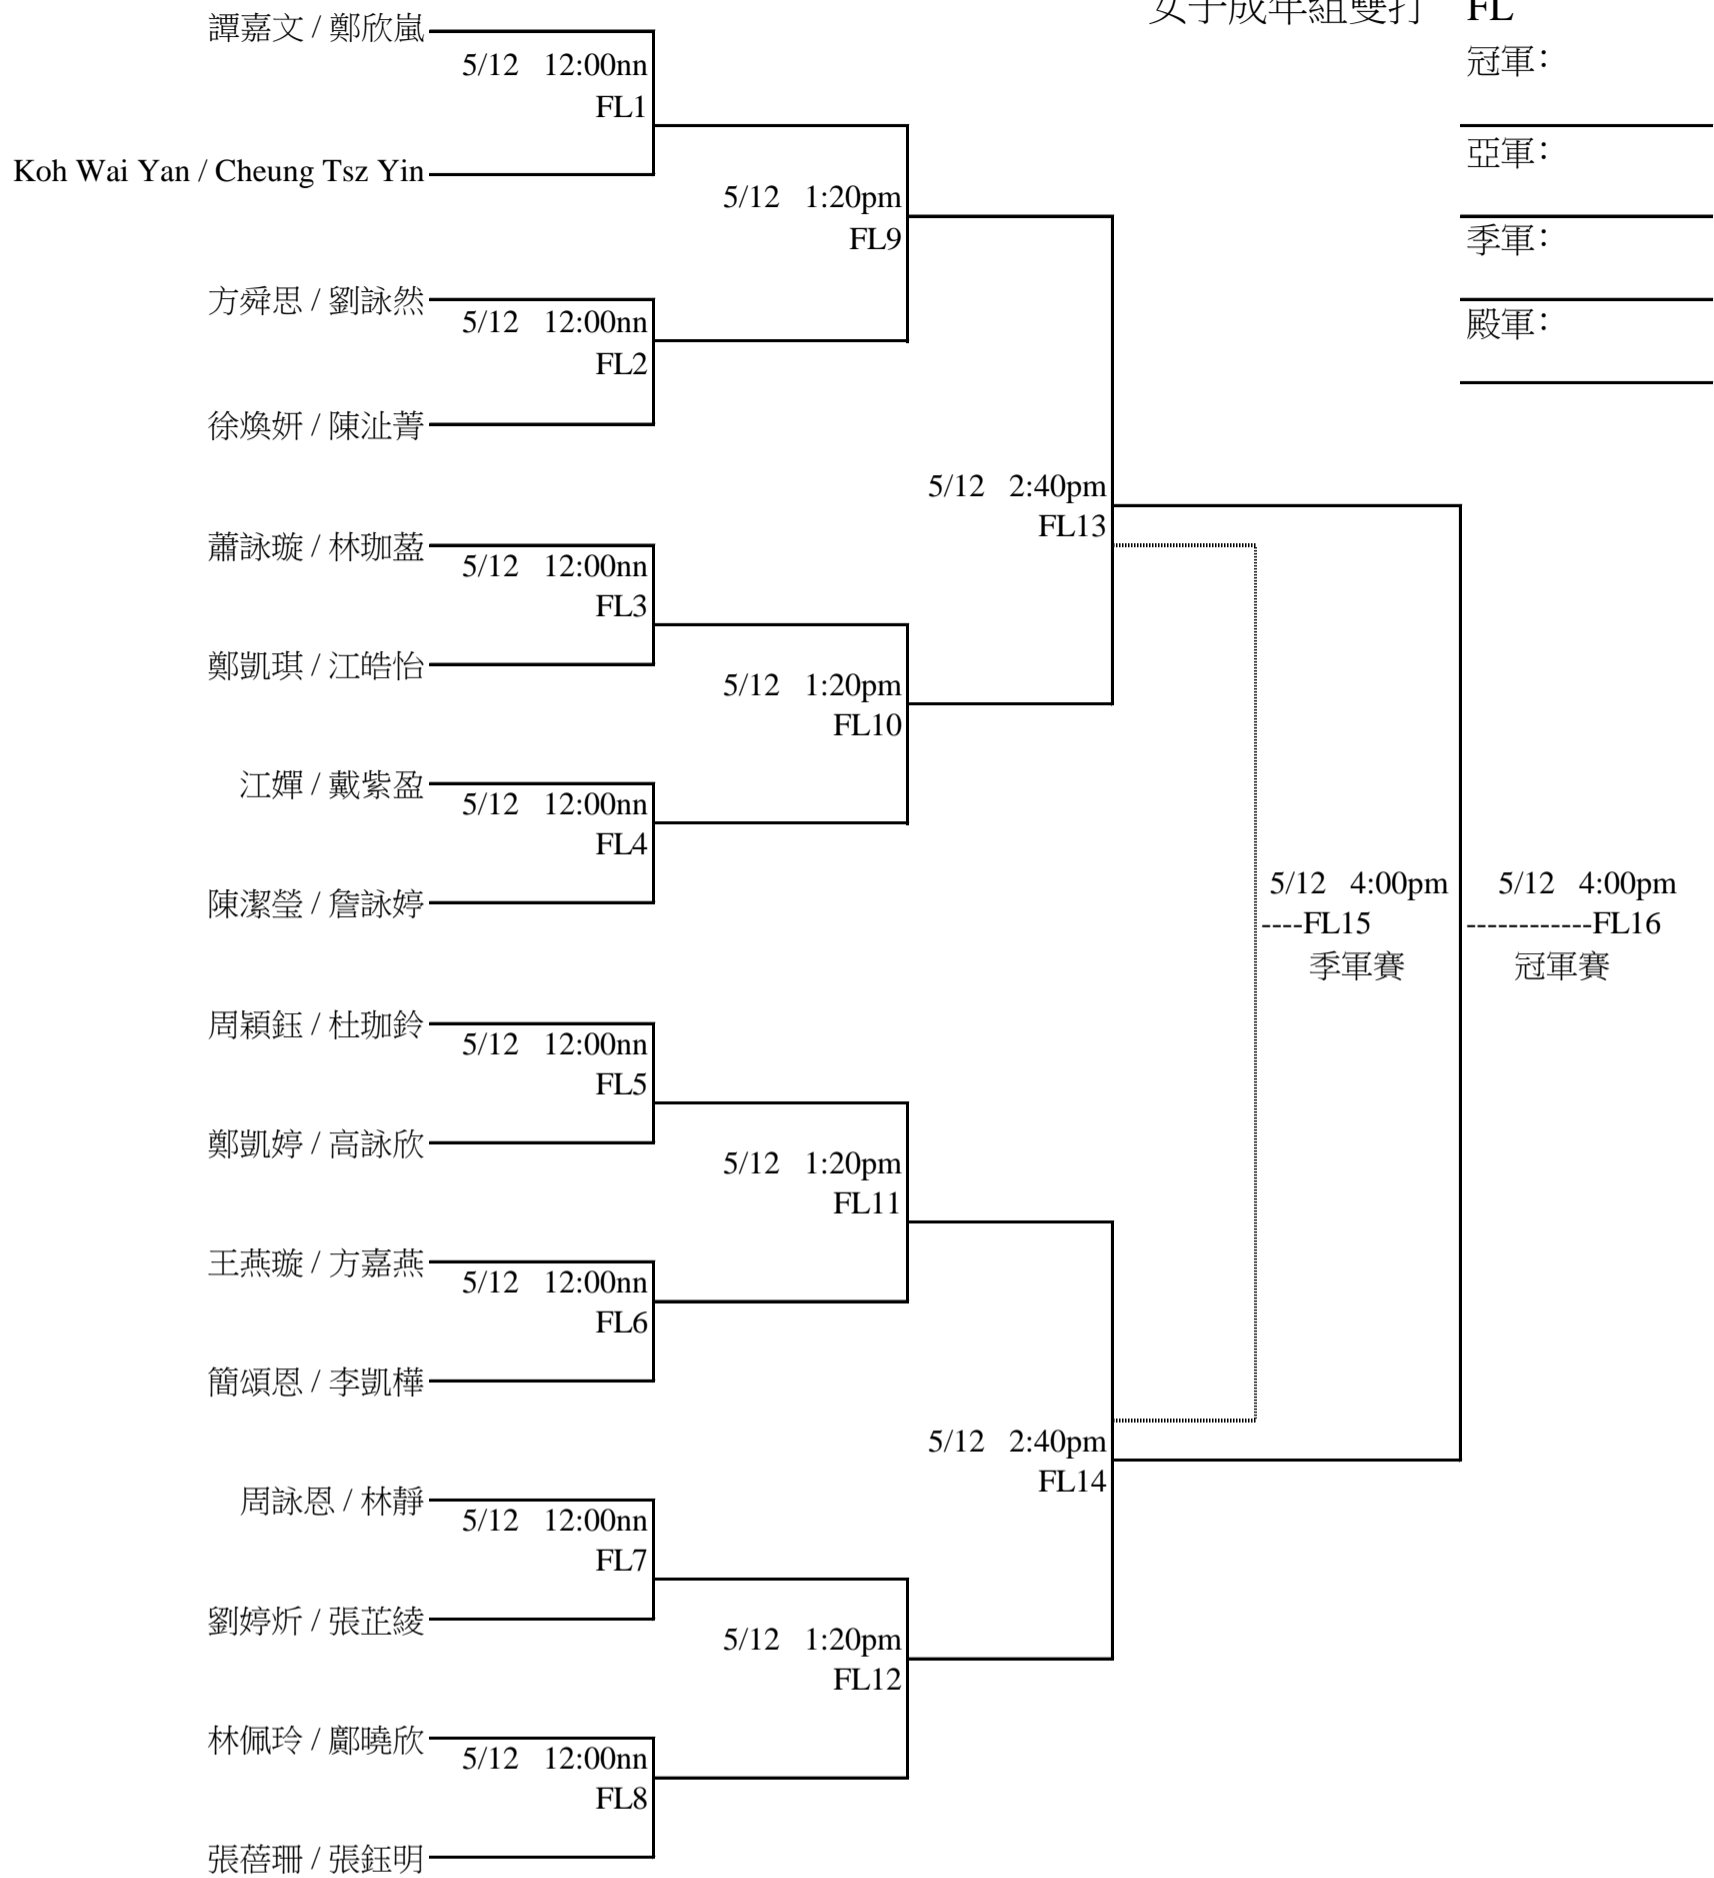 女子成年組雙打 FL
冠軍：
亞軍：
季軍：
殿軍：
譚嘉文 / 鄭欣嵐
5/12 12:00nn
FL1
Koh Wai Yan / Cheung Tsz Yin
5/12 1:20pm
FL9
方舜思 / 劉詠然
5/12 12:00nn
FL2
徐煥妍 / 陳沚菁
5/12 2:40pm
FL13
蕭詠璇 / 林珈蒕
5/12 12:00nn
FL3
鄭凱琪 / 江皓怡
5/12 1:20pm
FL10
江嬋 / 戴紫盈
5/12 12:00nn
FL4
陳潔瑩 / 詹詠婷
5/12 4:00pm
----FL15
季軍賽
5/12 4:00pm
------------FL16
冠軍賽
周穎鈺 / 杜珈鈴
5/12 12:00nn
FL5
鄭凱婷 / 高詠欣
5/12 1:20pm
FL11
王燕璇 / 方嘉燕
5/12 12:00nn
FL6
簡頌恩 / 李凱樺
5/12 2:40pm
FL14
周詠恩 / 林靜
5/12 12:00nn
FL7
劉婷炘 / 張芷綾
5/12 1:20pm
FL12
林佩玲 / 鄺曉欣
5/12 12:00nn
FL8
張蓓珊 / 張鈺明